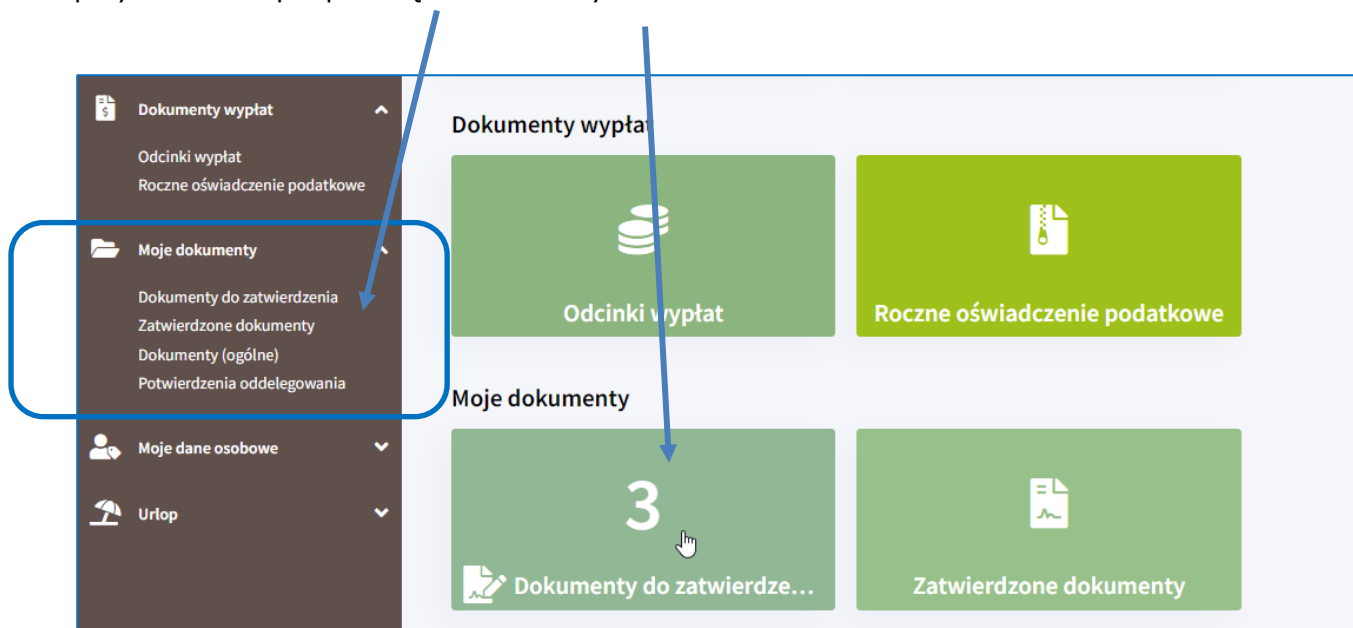 Dokumenty wypłat
Odcinki wypłat
Roczne oświadczenie podatkowe
Moje dokumenty
Dokumenty do zatwierdzenia
Zatwierdzone dokumenty
Dokumenty (ogólne)
Potwierdzenia oddelegowania
Moje dane osobowe
Urlop
Dokumenty wypłat
Odcinki wypłat
Roczne oświadczenie podatkowe
Moje dokumenty
3
Dokumenty do zatwierdze...
Zatwierdzone dokumenty